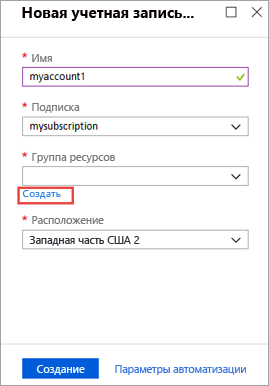 Новая учетная запись...
* Имя
myaccount1
* Подписка
mysubscription
* Группа ресурсов
Создать
* Расположение
Западная часть США 2
Создание
Параметры автоматизации